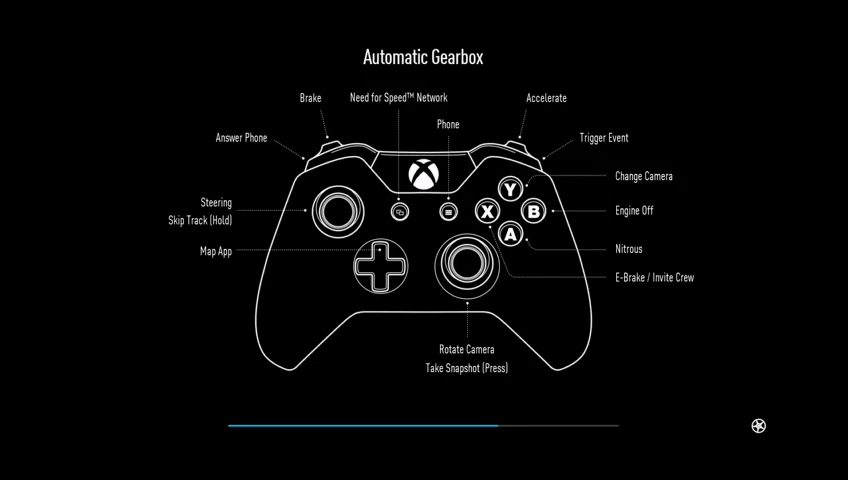 Automatic Gearbox
Brake
Need for Speed™ Network
Accelerate
Phone
Answer Phone
Trigger Event
Change Camera
Y
Steering
Skip Track (Hold)
X
B
Engine Off
A
Map App
Nitrous
E-Brake / Invite Crew
Rotate Camera
Take Snapshot (Press)